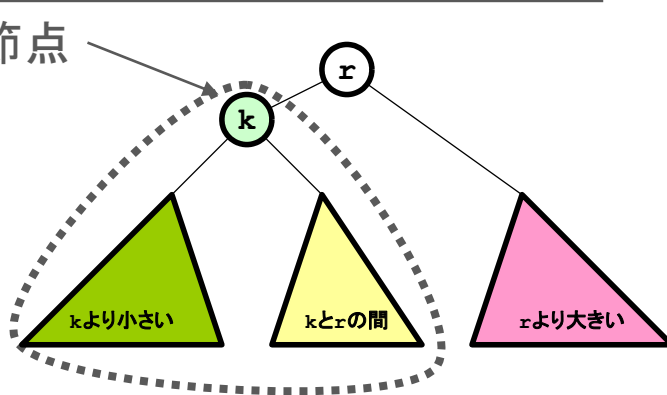 節点
r
k
kより小さい
kとrの間
rより大きい